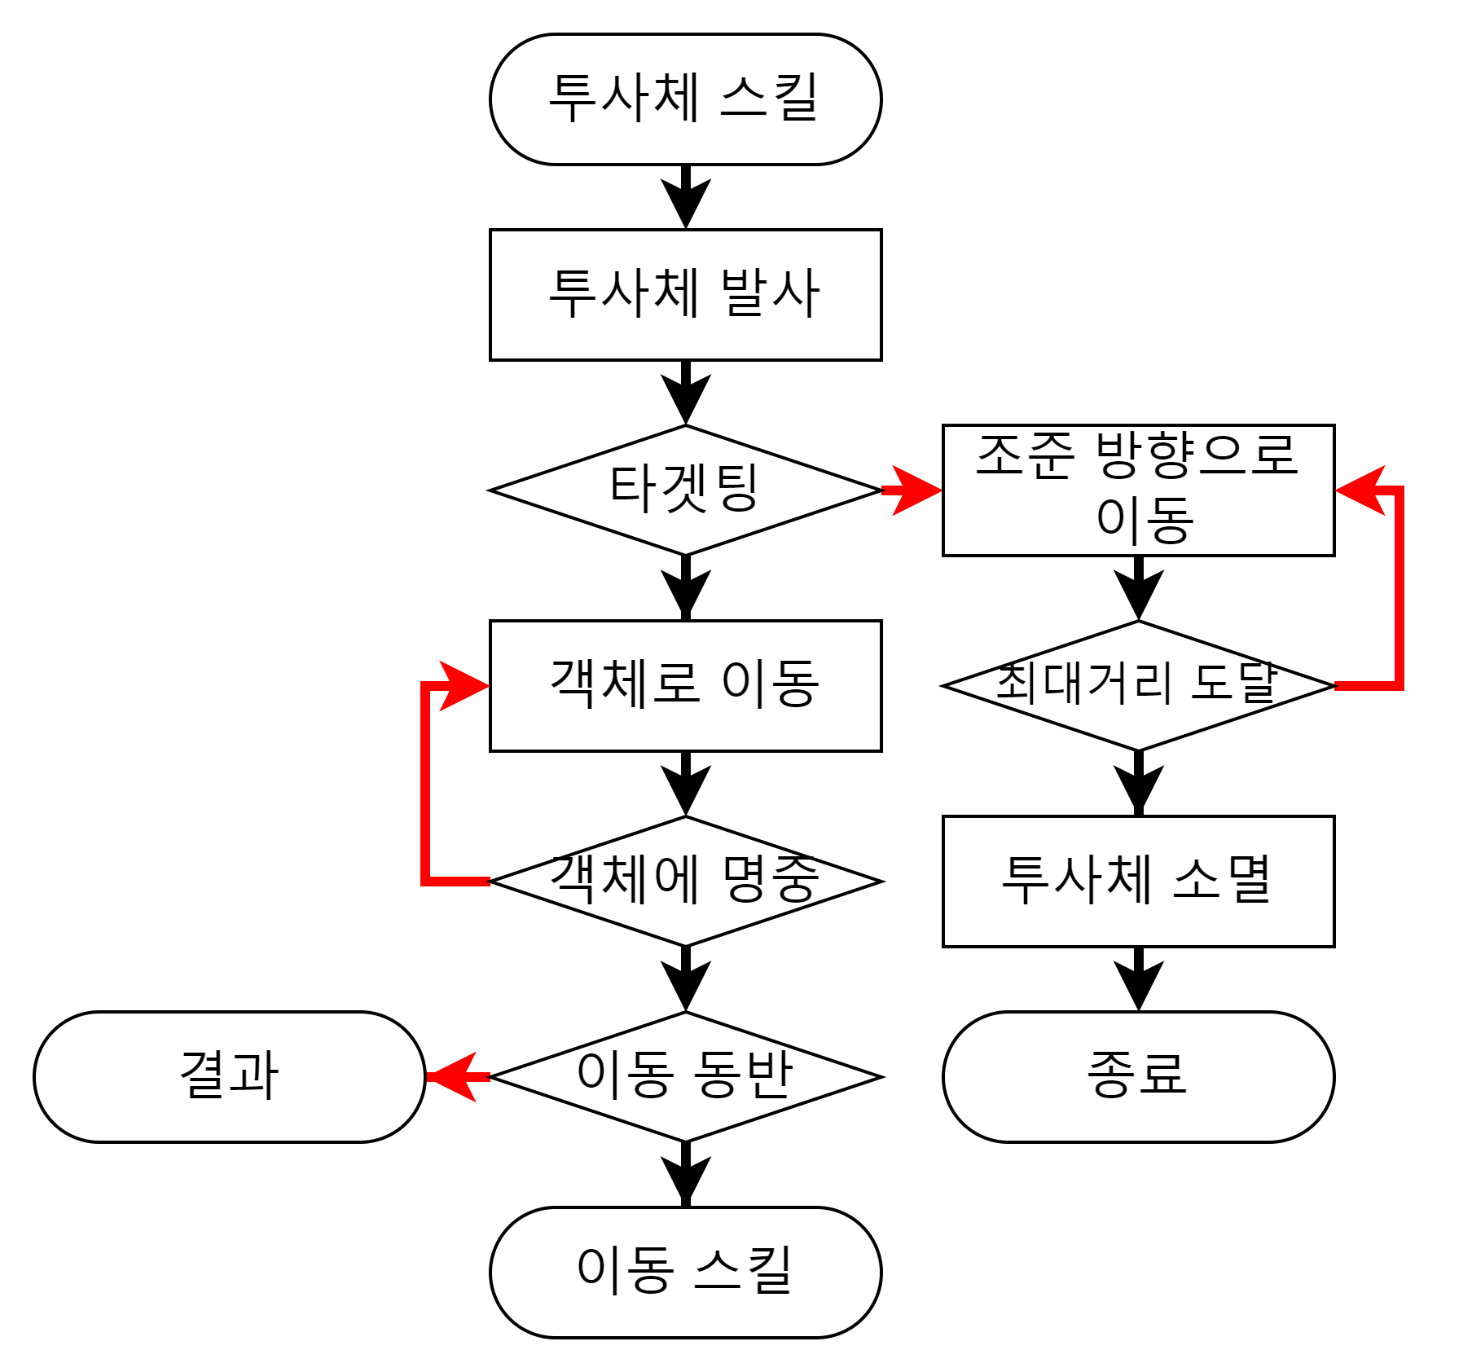 투사체 스킬
투사체 발사
타겟팅
조준 방향으로
이동
객체로 이동
최대거리 도달
객체에 명중
투사체 소멸
결과
이동 동반
종료
이동 스킬